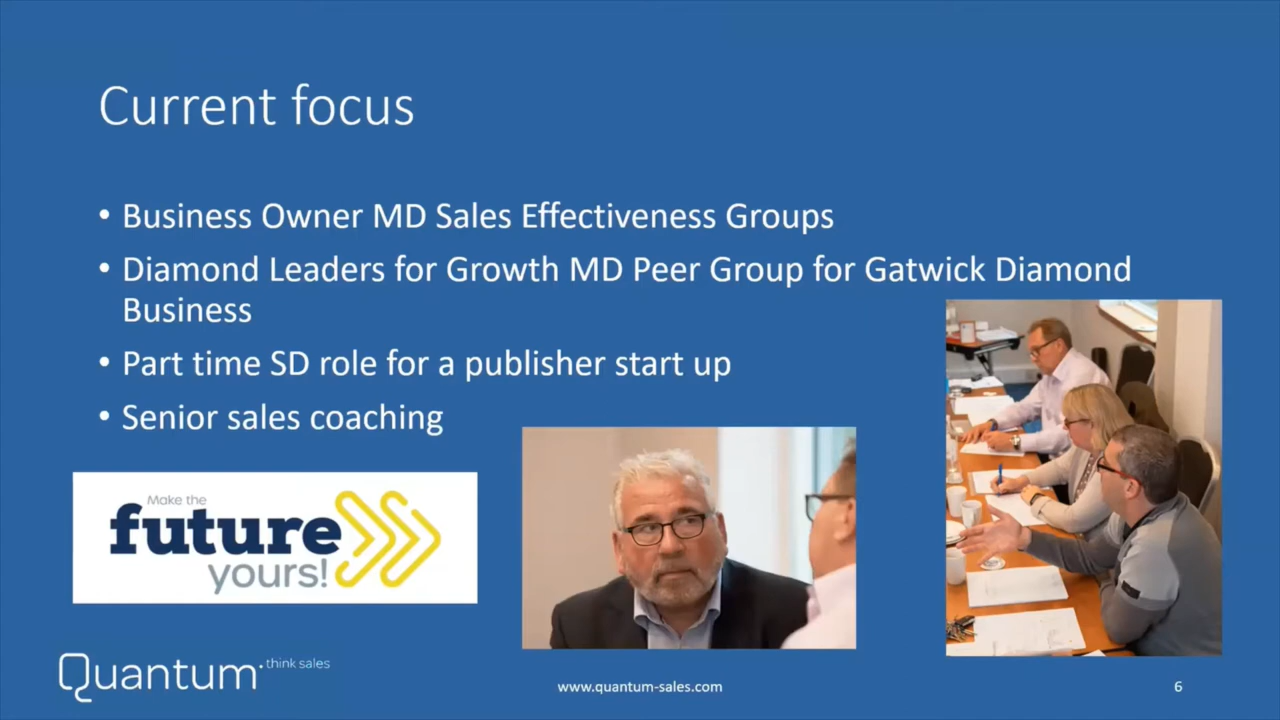 Current focus
• Business Owner MD Sales Effectiveness Groups
• Diamond Leaders for Growth MD Peer Group for Gatwick Diamond
Business
• Part time SD role for a publisher start up
• Senior sales coaching
Make the
future
yours!
Quantum think sales
www.quantum-sales.com
6